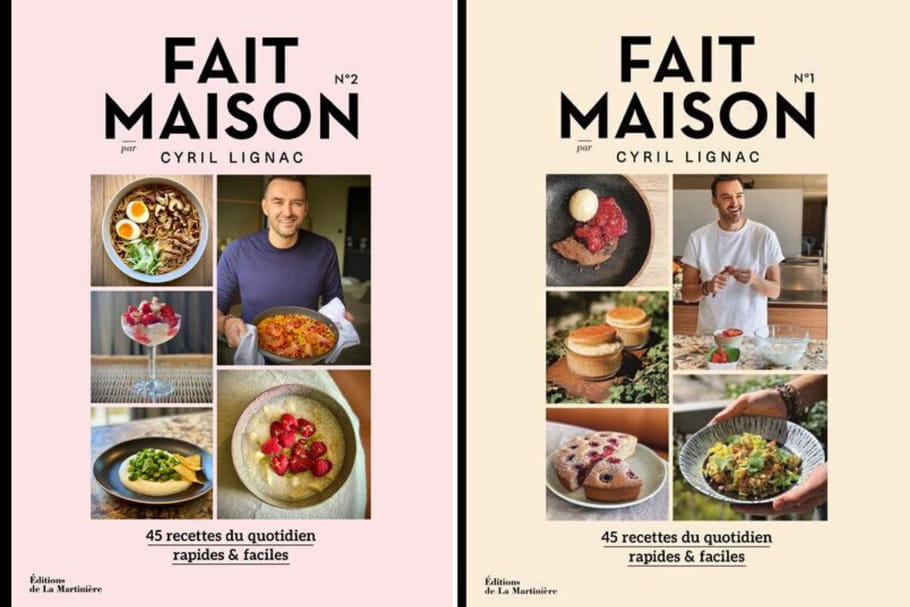 FAIT
N°2
MAISON
par
CYRIL LIGNAC
45 recettes du quotidien
rapides & faciles
Éditions
de La Martinière
FAIT
N°1
MAISON
par
CYRIL LIGNAC
45 recettes du quotidien
rapides & faciles
Éditions
de La Martinière